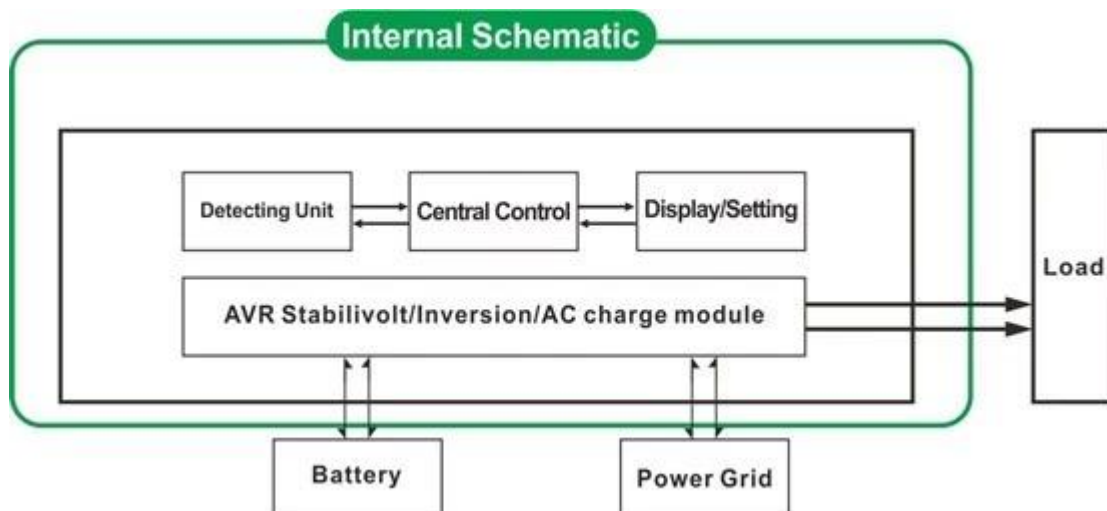 Internal Schematic
Detecting Unit
Central Control
Display/Setting
AVR Stabilivolt/Inversion/AC charge module
Load
Battery
Power Grid